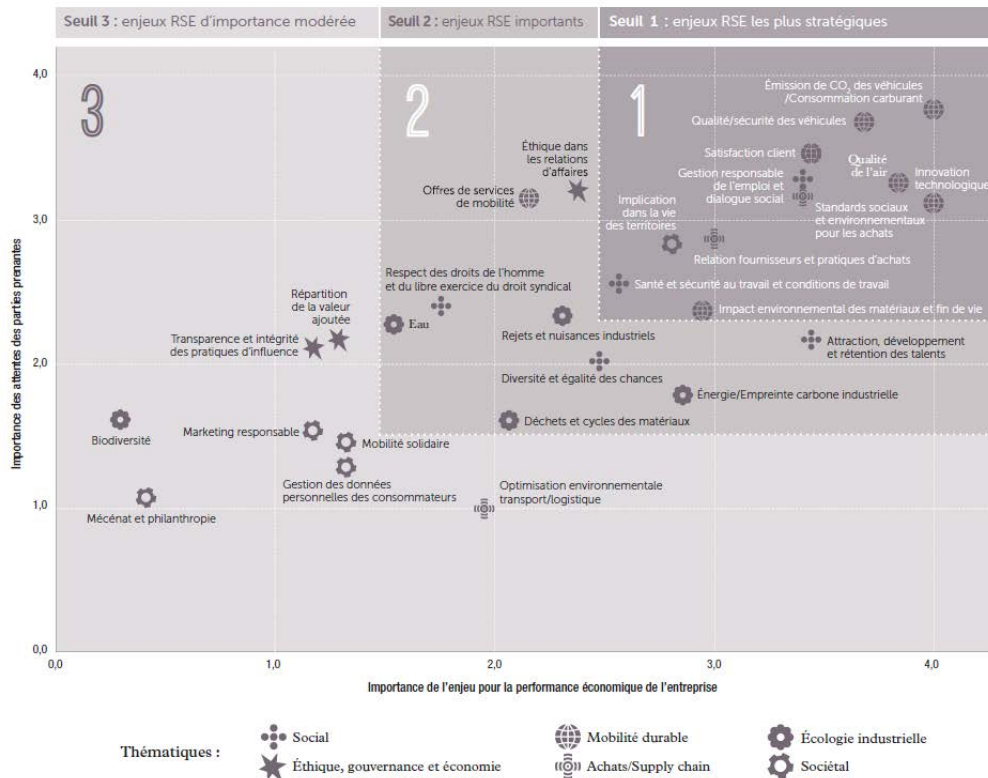 Seuil 3 : enjeux RSE d'importance modérée
Seuil 2 : enjeux RSE importants
Seuil 1 : enjeux RSE les plus stratégiques
Importance des attentes des parties prenantes
4,0
3,0
2,0
1,0
0,0
3
2
1
Émission de CO₂ des véhicules
/Consommation carburant
Qualité/sécurité des véhicules
Satisfaction client
Qualité
de l'air
Innovation
technologique
Gestion responsable
de l'emploi et
dialogue social
Standards sociaux
et environnementaux
pour les achats
Éthique dans
les relations
d'affaires
Offres de services
de mobilité
Implication
dans la vie
des territoires
Relation fournisseurs et pratiques d'achats
Respect des droits de l'homme
et du libre exercice du droit syndical
Santé et sécurité au travail et conditions de travail
Impact environnemental des matériaux et fin de vie
Répartition
de la valeur
ajoutée
Eau
Transparence et intégrité
des pratiques d'influence
Rejets et nuisances industriels
Attraction, développement
et rétention des talents
Diversité et égalité des chances
Énergie/Empreinte carbone industrielle
Biodiversité
Marketing responsable
Mobilité solidaire
Déchets et cycles des matériaux
Gestion des données
personnelles des consommateurs
Optimisation environnementale
transport/logistique
Mécénat et philanthropie
0,0
1,0
2,0
3,0
4,0
Importance de l'enjeu pour la performance économique de l'entreprise
Thématiques :
Social
Mobilité durable
Écologie industrielle
Éthique, gouvernance et économie
Achats/Supply chain
Sociétal